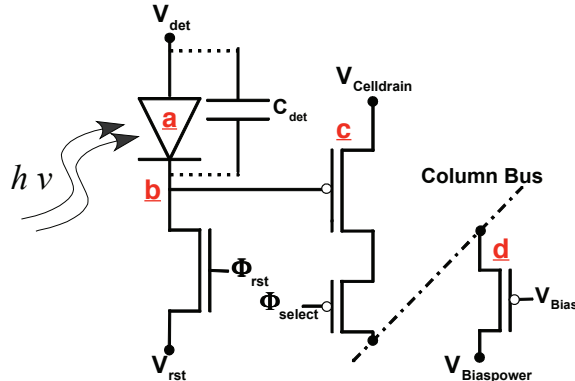 V_det
V_Celldrain
a
C_det
c
h ν
b
Column Bus
Φ_rst
d
Φ_select
V_Bias
V_rst
V_Biaspower